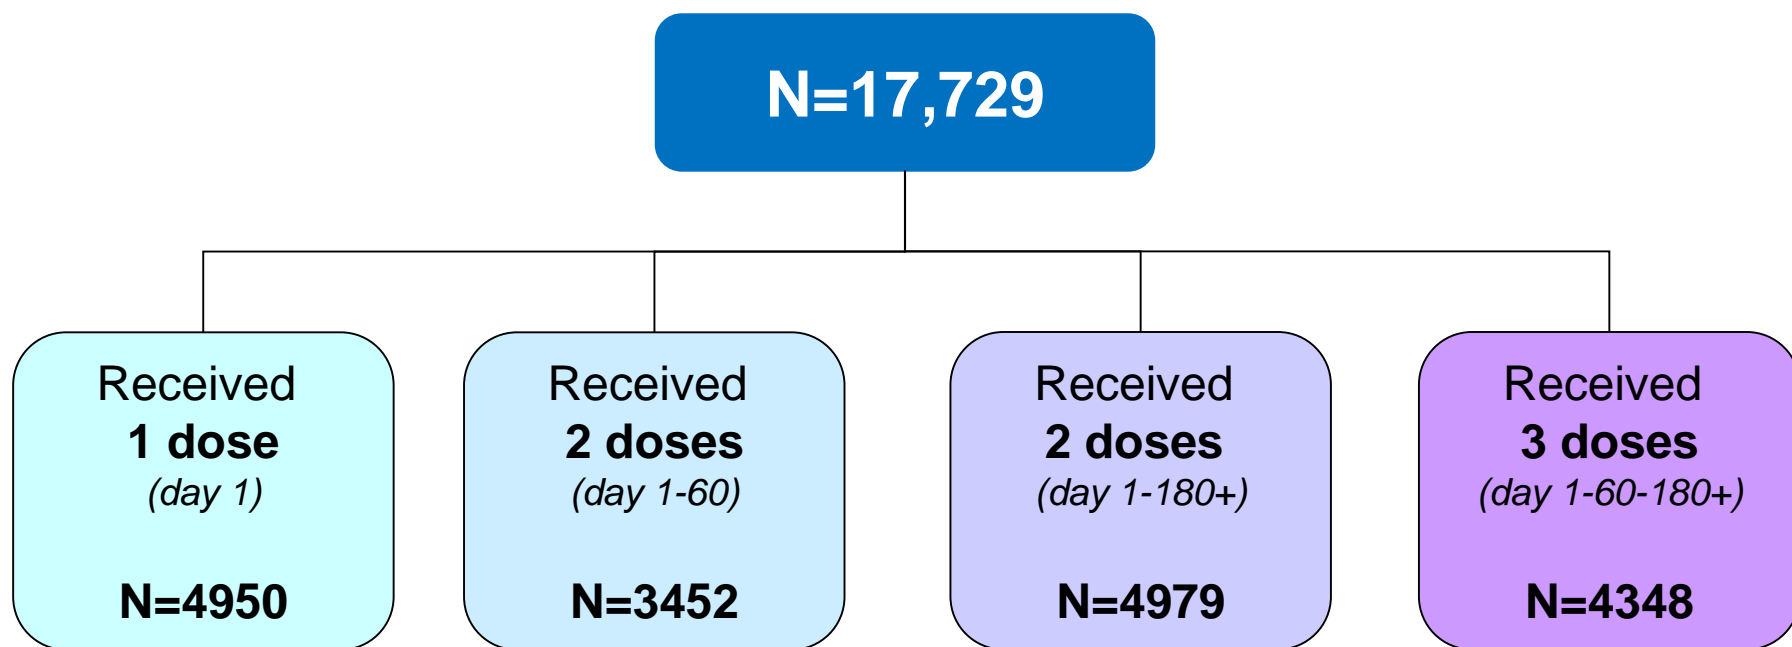 N=17,729
Received
1 dose
(day 1)
N=4950
Received
2 doses
(day 1-60)
N=3452
Received
2 doses
(day 1-180+)
N=4979
Received
3 doses
(day 1-60-180+)
N=4348